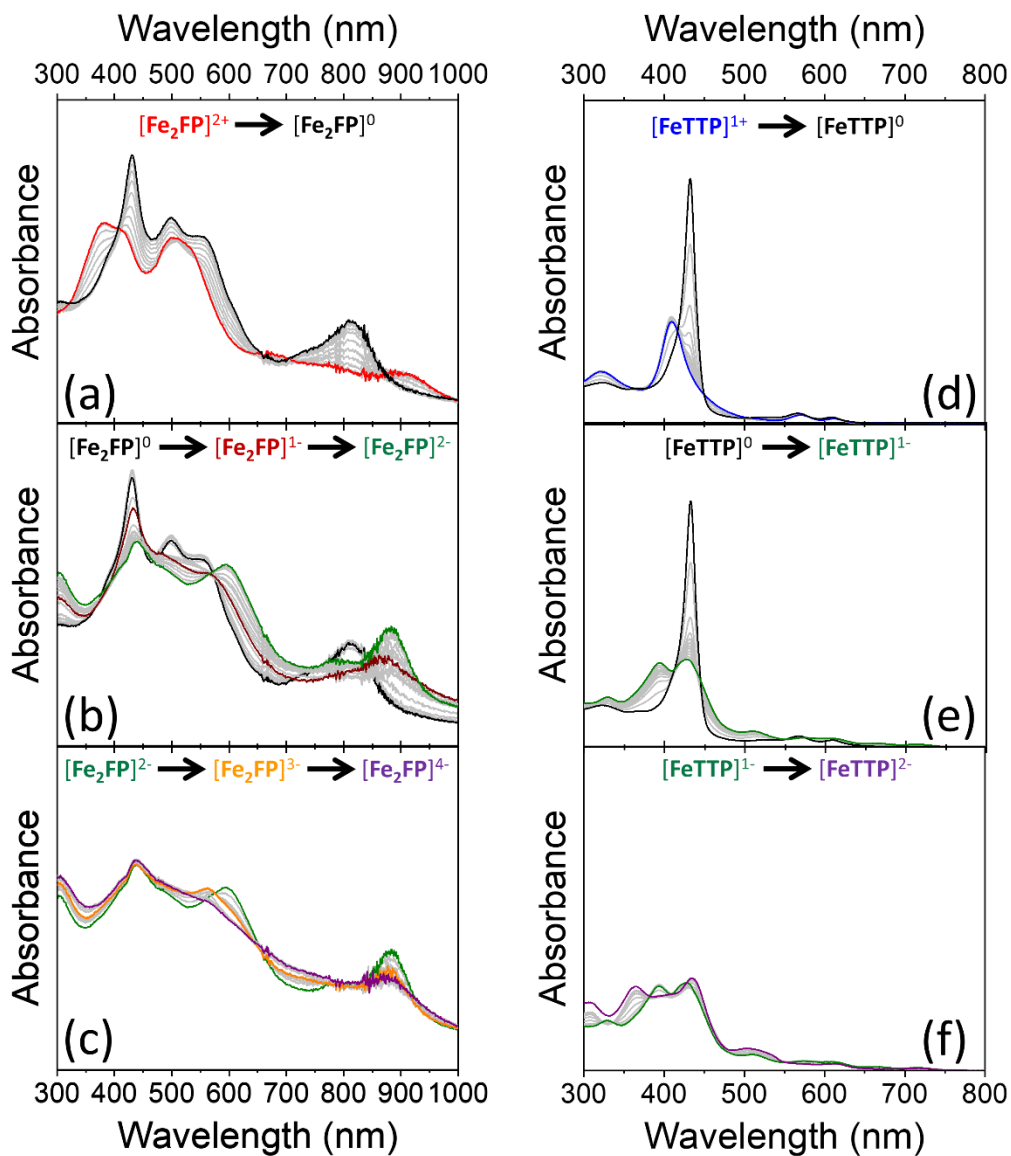 Wavelength (nm)
300 400 500 600 700 800 900 1000
Absorbance
[Fe₂FP]²⁺ → [Fe₂FP]⁰
(a)
Absorbance
[Fe₂FP]⁰ → [Fe₂FP]¹⁻ → [Fe₂FP]²⁻
(b)
Absorbance
[Fe₂FP]²⁻ → [Fe₂FP]³⁻ → [Fe₂FP]⁴⁻
(c)
300 400 500 600 700 800 900 1000
Wavelength (nm)
Wavelength (nm)
300 400 500 600 700 800
Absorbance
[FeTTP]¹⁺ → [FeTTP]⁰
(d)
Absorbance
[FeTTP]⁰ → [FeTTP]¹⁻
(e)
Absorbance
[FeTTP]¹⁻ → [FeTTP]²⁻
(f)
300 400 500 600 700 800
Wavelength (nm)